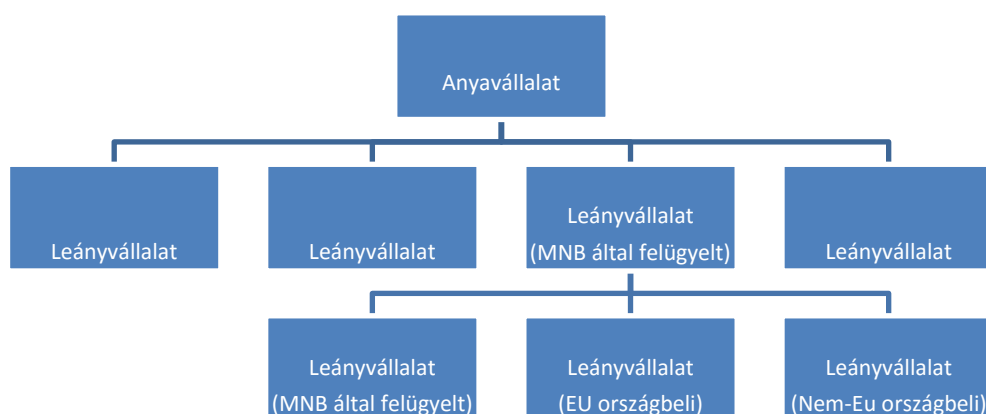 Anyavállalat
Leányvállalat
Leányvállalat
Leányvállalat
(MNB által felügyelt)
Leányvállalat
Leányvállalat
(MNB által felügyelt)
Leányvállalat
(EU országbeli)
Leányvállalat
(Nem-Eu országbeli)